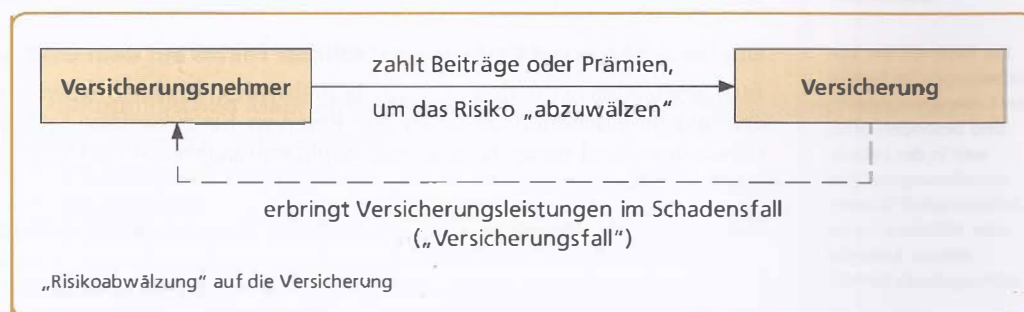 Versicherungsnehmer
zahlt Beiträge oder Prämien,
um das Risiko „abzuwälzen“
Versicherung
erbringt Versicherungsleistungen im Schadensfall
(„Versicherungsfall“)
„Risikoabwälzung“ auf die Versicherung